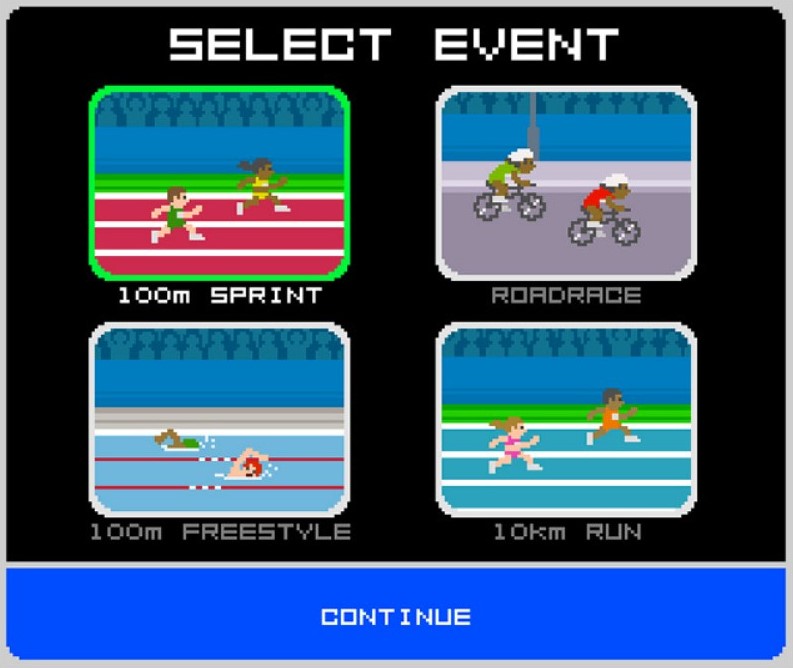 SELECT EVENT
100m SPRINT
ROADRACE
100m FREESTYLE
10km RUN
CONTINUE